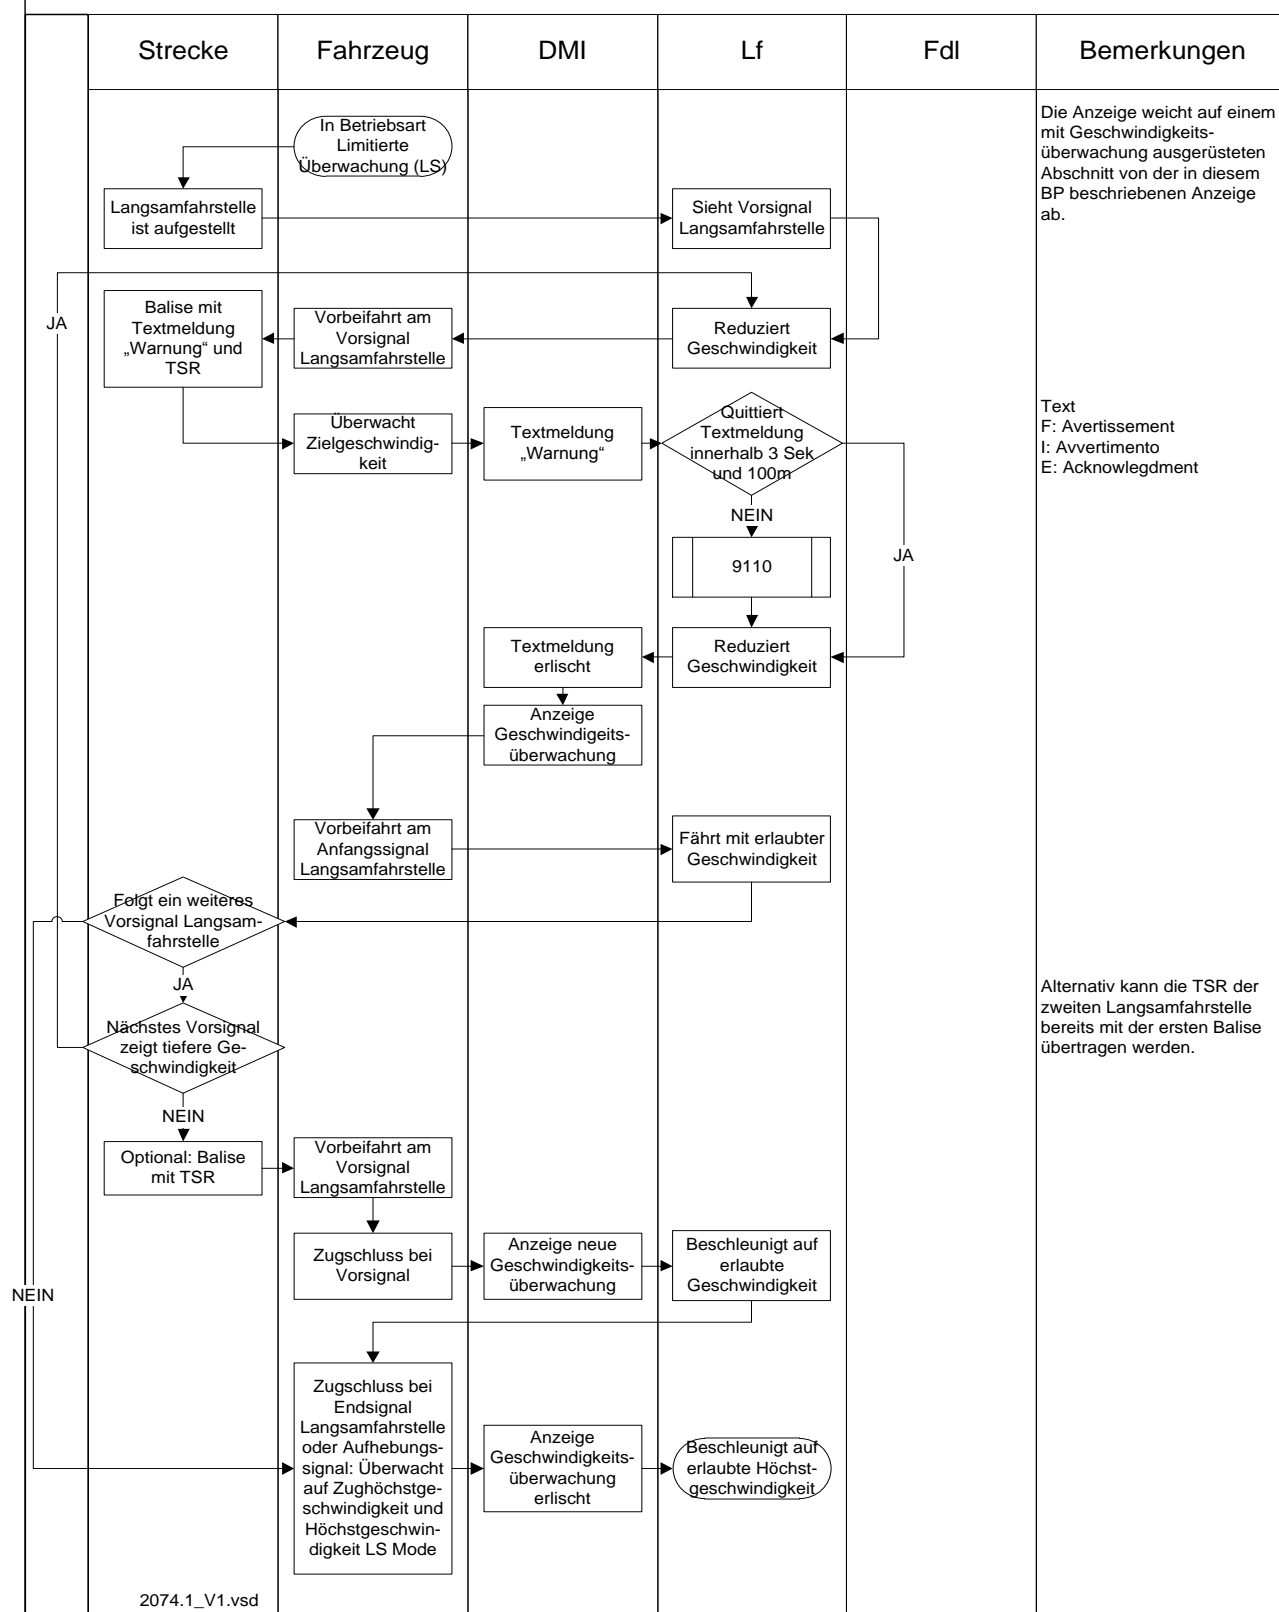 Strecke
Fahrzeug
DMI
Lf
Fdl
Bemerkungen
In Betriebsart
Limitierte
Überwachung (LS)
Die Anzeige weicht auf einem
mit Geschwindigkeits-
überwachung ausgerüsteten
Abschnitt von der in diesem
BP beschriebenen Anzeige
ab.
Langsamfahrstelle
ist aufgestellt
Sieht Vorsignal
Langsamfahrstelle
JA
Balise mit
Textmeldung
„Warnung“ und
TSR
Vorbeifahrt am
Vorsignal
Langsamfahrstelle
Reduziert
Geschwindigkeit
Überwacht
Zielgeschwindig-
keit
Textmeldung
„Warnung“
Quittiert
Textmeldung
innerhalb 3 Sek
und 100m
Text
F: Avertissement
I: Avvertimento
E: Acknowlegdment
NEIN
JA
9110
Textmeldung
erlischt
Reduziert
Geschwindigkeit
Anzeige
Geschwindigeits-
überwachung
Vorbeifahrt am
Anfangssignal
Langsamfahrstelle
Fährt mit erlaubter
Geschwindigkeit
Folgt ein weiteres
Vorsignal Langsam-
fahrstelle
JA
Nächstes Vorsignal
zeigt tiefere Ge-
schwindigkeit
Alternativ kann die TSR der
zweiten Langsamfahrstelle
bereits mit der ersten Balise
übertragen werden.
NEIN
Optional: Balise
mit TSR
Vorbeifahrt am
Vorsignal
Langsamfahrstelle
Zugschluss bei
Vorsignal
Anzeige neue
Geschwindigkeits-
überwachung
Beschleunigt auf
erlaubte
Geschwindigkeit
NEIN
Zugschluss bei
Endsignal
Langsamfahrstelle
oder Aufhebungs-
signal: Überwacht
auf Zughöchstge-
schwindigkeit und
Höchstgeschwin-
digkeit LS Mode
Anzeige
Geschwindigkeits-
überwachung
erlischt
Beschleunigt auf
erlaubte Höchst-
geschwindigkeit
2074.1_V1.vsd